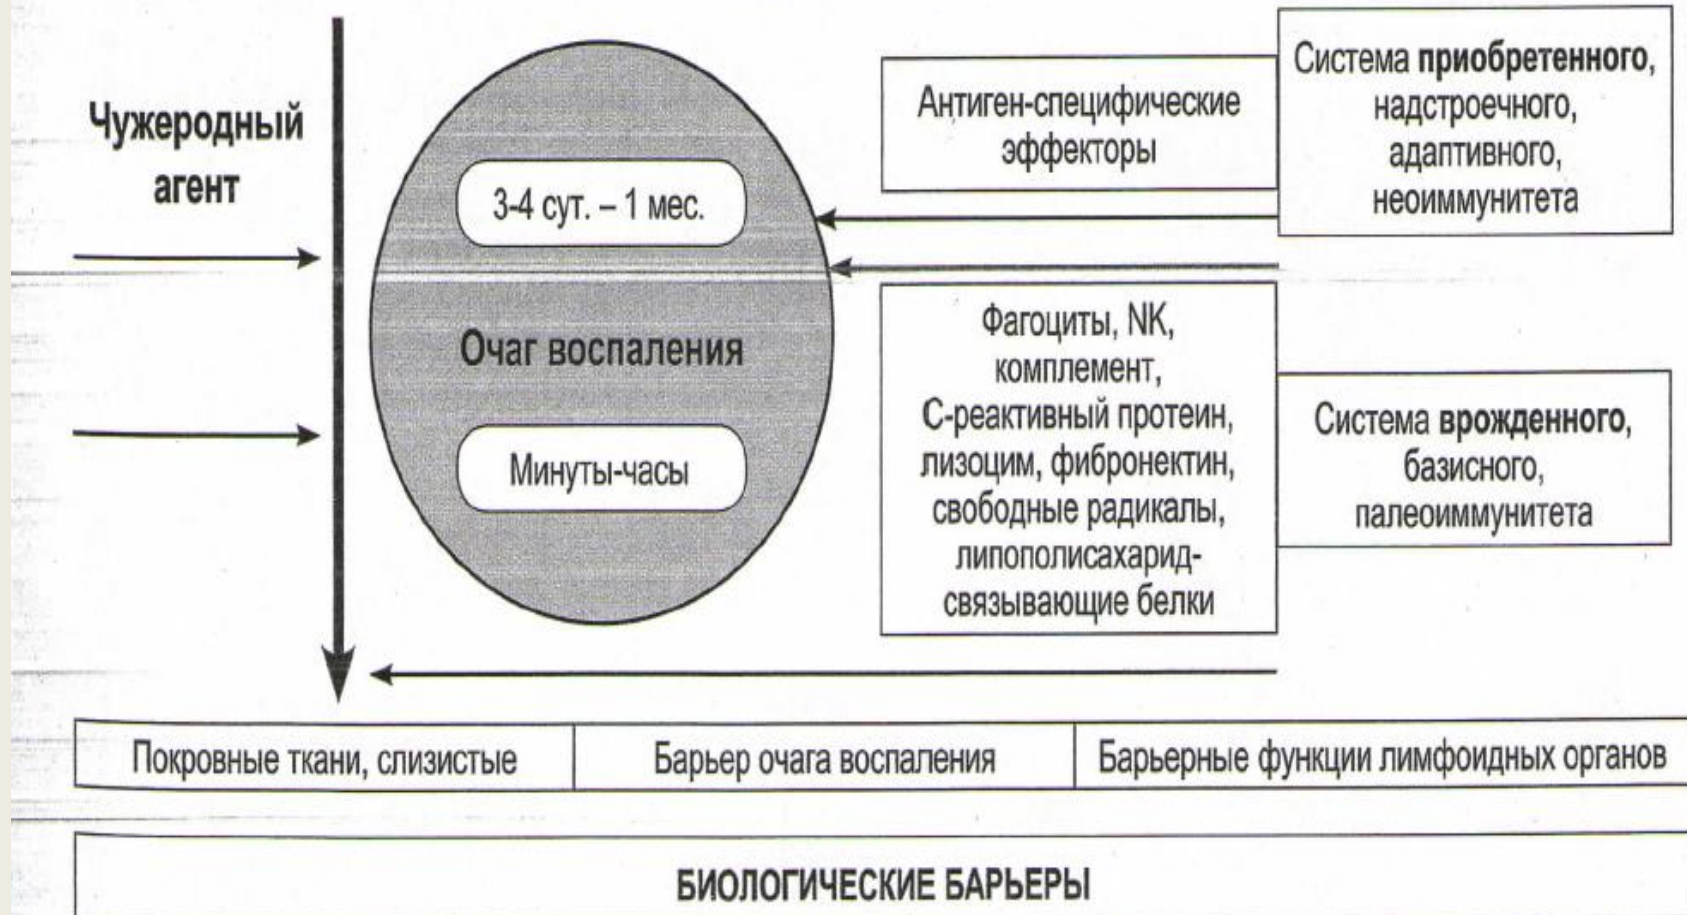 Чужеродный
агент
3-4 сут. – 1 мес.
Очаг воспаления
Минуты-часы
Антиген-специфические
эффекторы
Система приобретенного,
надстроечного,
адаптивного,
неоиммунитета
Фагоциты, NK,
комплемент,
С-реактивный протеин,
лизоцим, фибронектин,
свободные радикалы,
липополисахарид-
связывающие белки
Система врожденного,
базисного,
палеоиммунитета
Покровные ткани, слизистые
Барьер очага воспаления
Барьерные функции лимфоидных органов
БИОЛОГИЧЕСКИЕ БАРЬЕРЫ